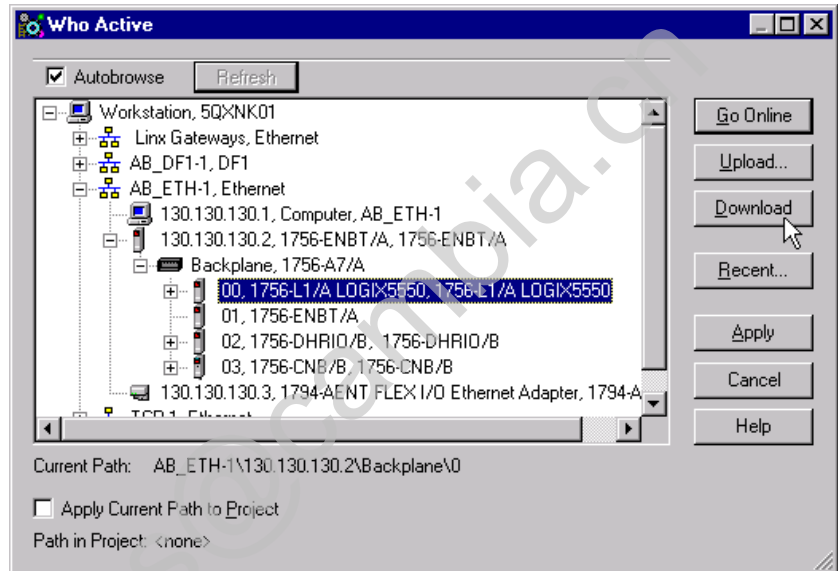 Who Active
Autobrowse
Refresh
Workstation, 5QXNK01
Linx Gateways, Ethernet
AB_DF1-1, DF1
AB_ETH-1, Ethernet
130.130.130.1, Computer, AB_ETH-1
130.130.130.2, 1756-ENBT/A, 1756-ENBT/A
Backplane, 1756-A7/A
00, 1756-L1/A LOGIX5550, 1756-L1/A LOGIX5550
01, 1756-ENBT/A
02, 1756-DHRIO/B, 1756-DHRIO/B
03, 1756-CNB/B, 1756-CNB/B
130.130.130.3, 1794-AENT FLEX I/O Ethernet Adapter, 1794-A
Go Online
Upload...
Download
Recent...
Apply
Cancel
Help
Current Path: AB_ETH-1\130.130.130.2\Backplane\0
Apply Current Path to Project
Path in Project: <none>
s@cambia.cn